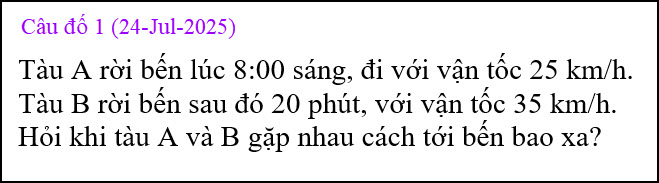 Câu đố 1 (24-Jul-2025)
Tàu A rời bến lúc 8:00 sáng, đi với vận tốc 25 km/h.
Tàu B rời bến sau đó 20 phút, với vận tốc 35 km/h.
Hỏi khi tàu A và B gặp nhau cách tới bến bao xa?